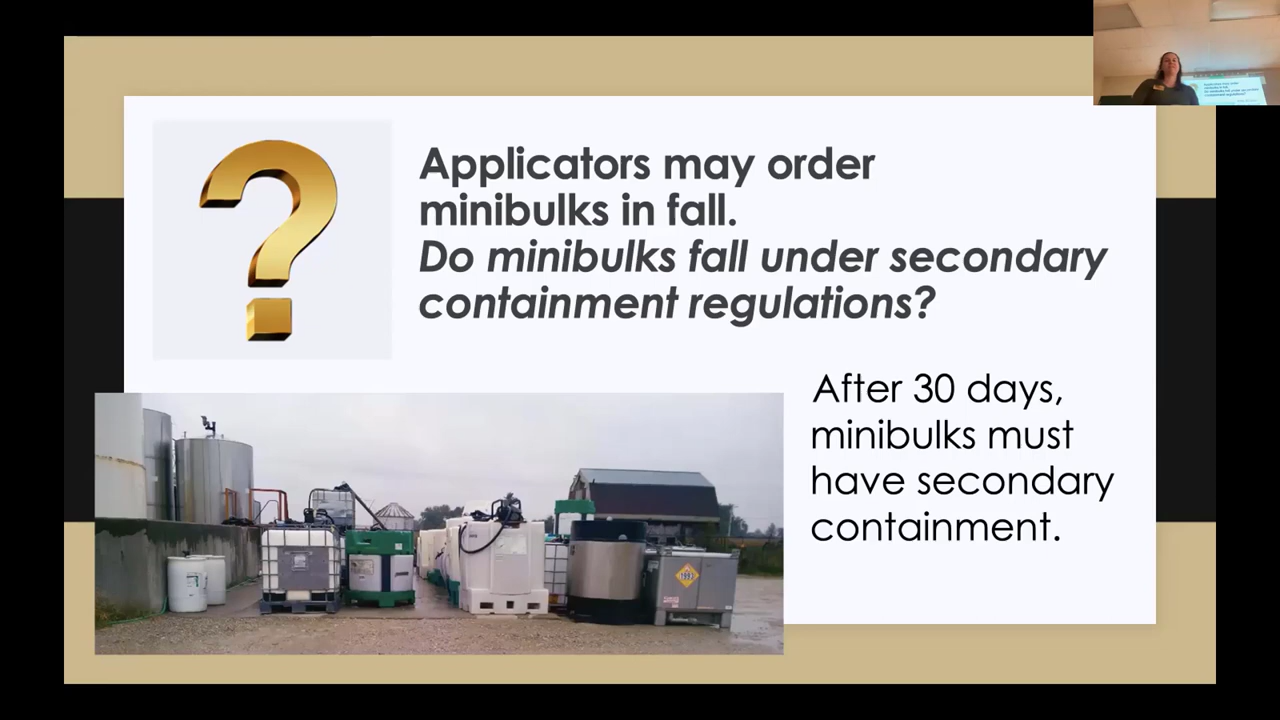 Applicators may order
minibulks in fall.
Do minibulks fall under secondary
containment regulations?
After 30 days,
minibulks must
have secondary
containment.